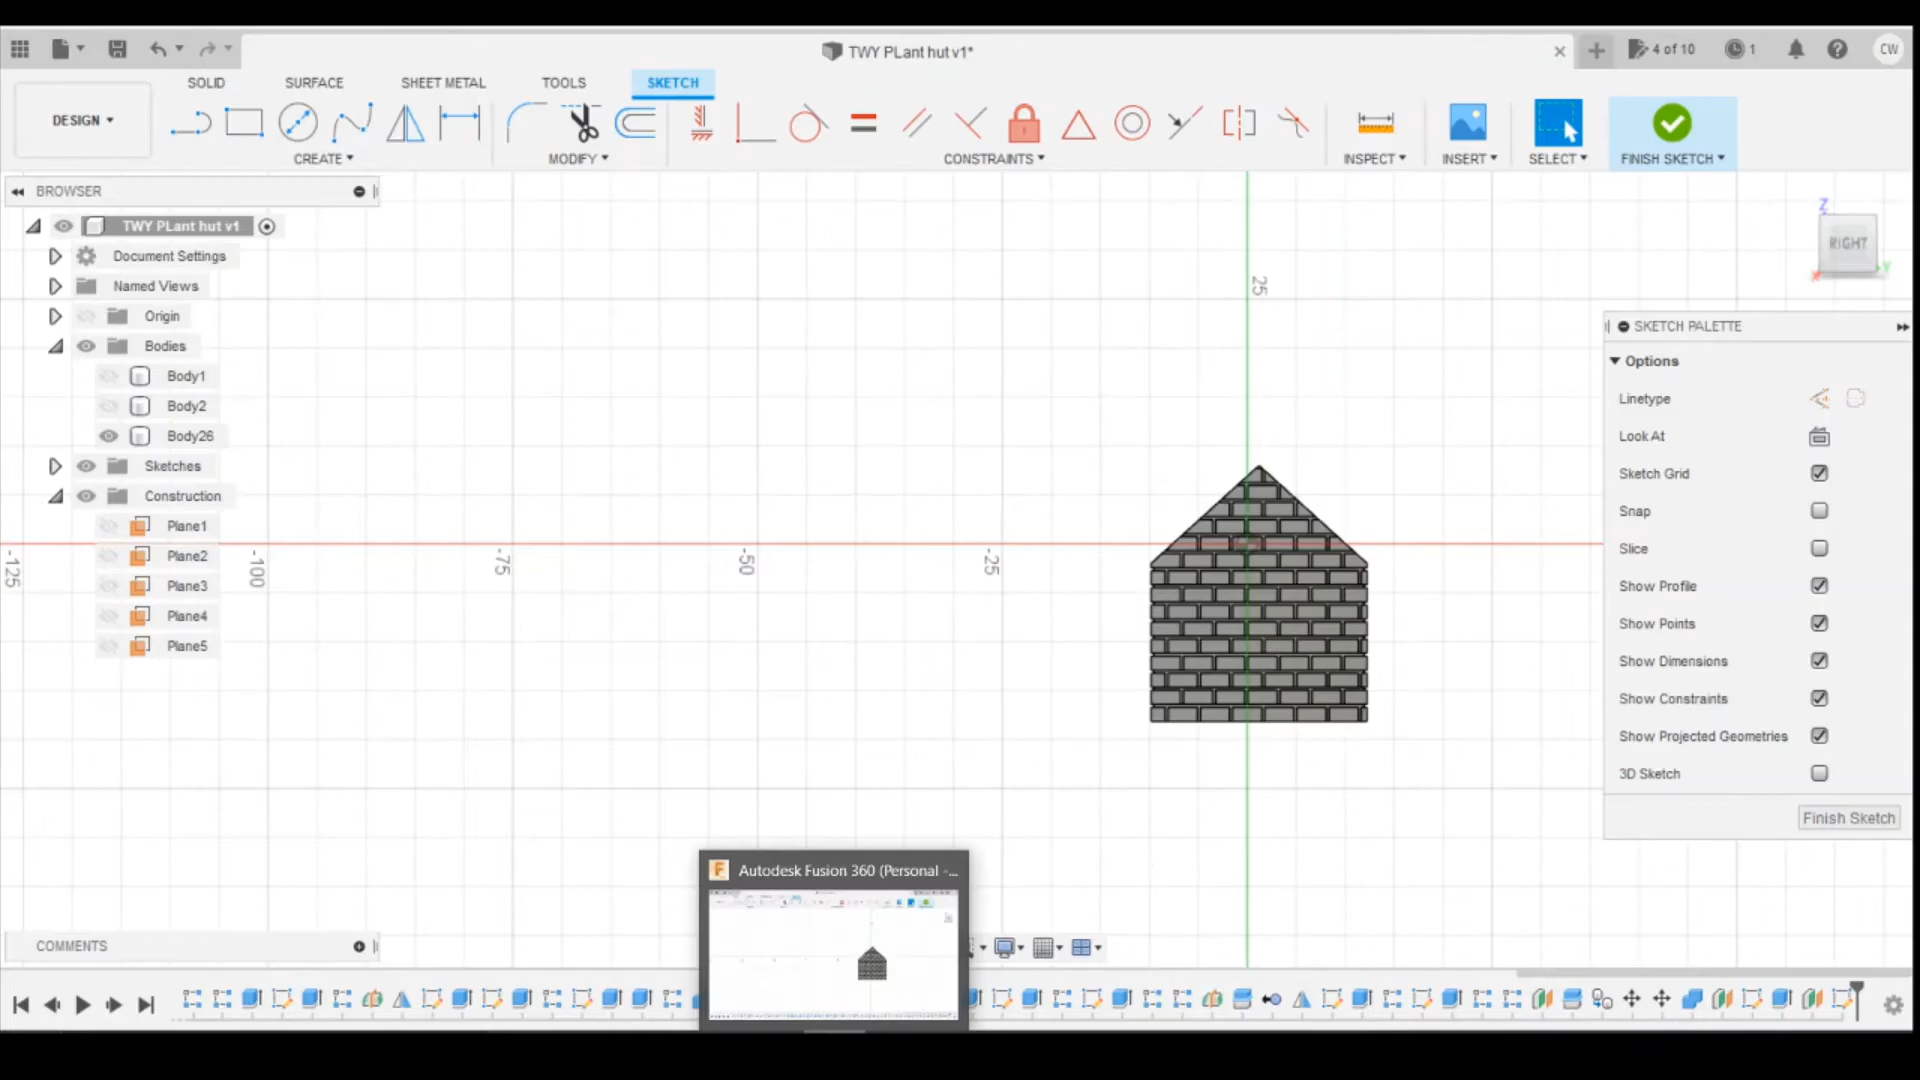 TWY PLant hut v1*
4 of 10
1
CW
SOLID
SURFACE
SHEET METAL
TOOLS
SKETCH
DESIGN
CREATE
MODIFY
CONSTRAINTS
INSPECT
INSERT
SELECT
FINISH SKETCH
BROWSER
TWY PLant hut v1
Document Settings
Named Views
Origin
Bodies
Body1
Body2
Body26
Sketches
Construction
Plane1
Plane2
Plane3
Plane4
Plane5
25
-125
-100
-75
-50
-25
Z
RIGHT
X
Y
SKETCH PALETTE
Options
Linetype
Look At
Sketch Grid
Snap
Slice
Show Profile
Show Points
Show Dimensions
Show Constraints
Show Projected Geometries
3D Sketch
Finish Sketch
Autodesk Fusion 360 (Personal -...
COMMENTS